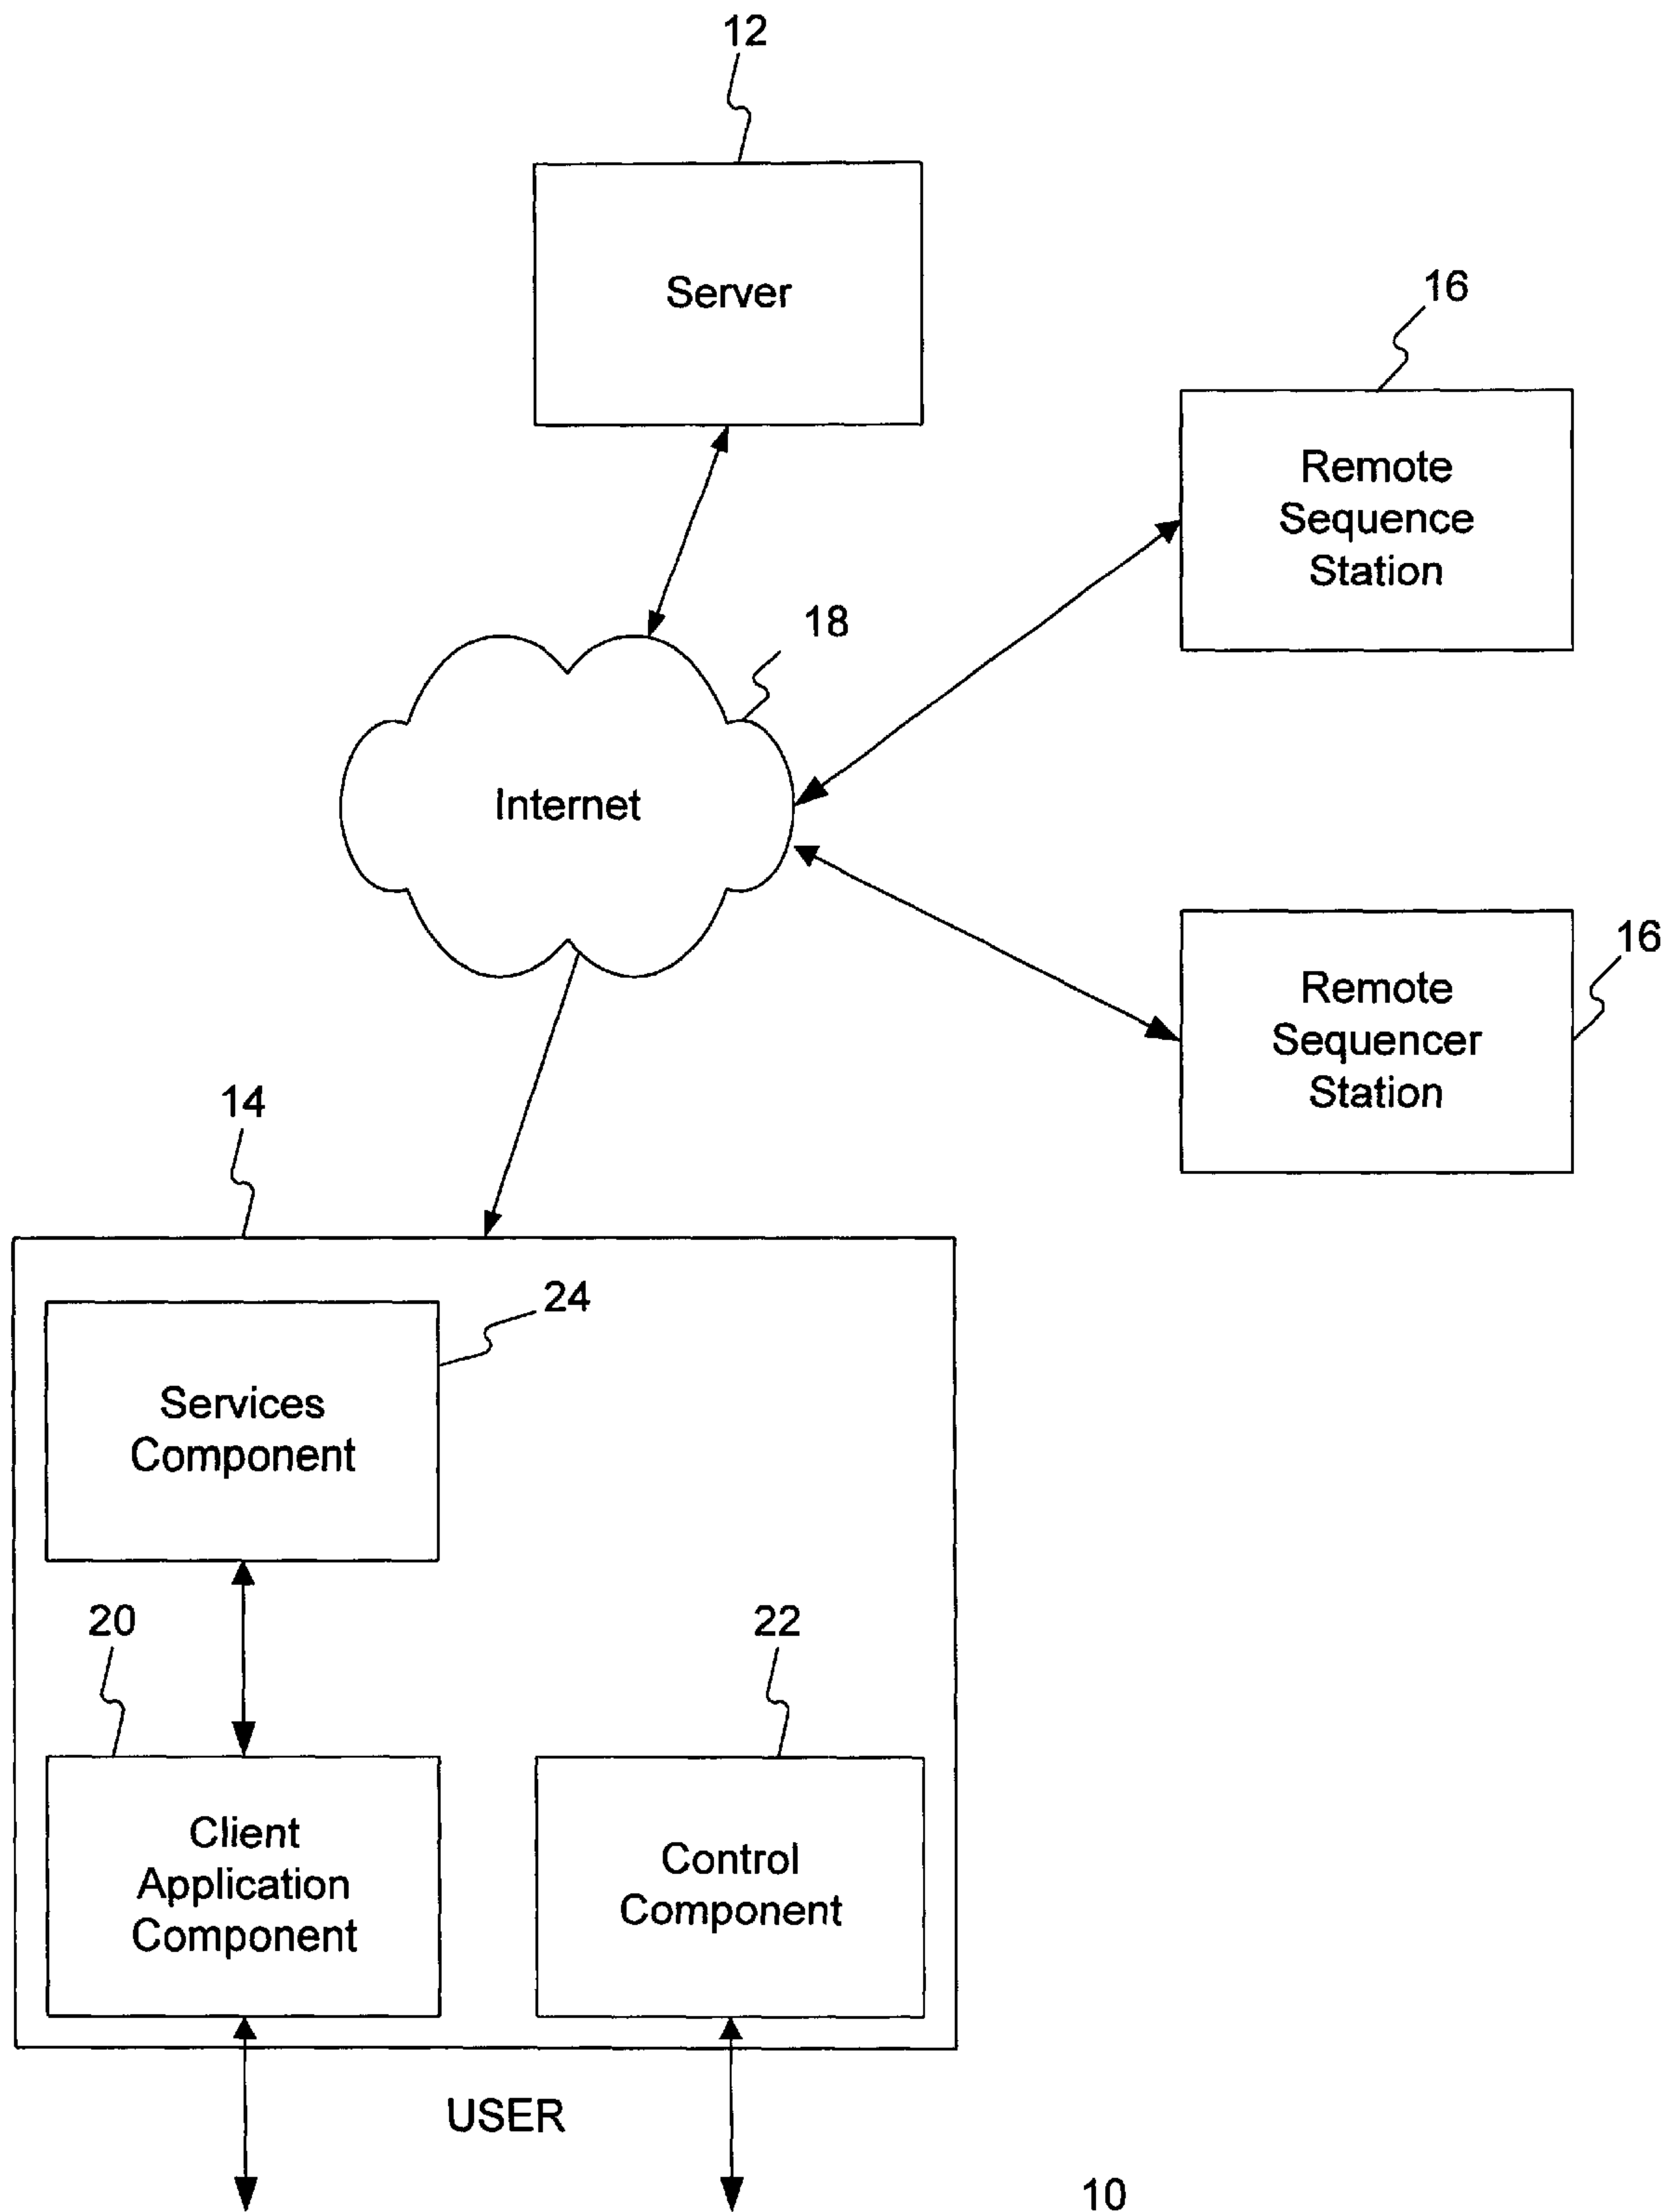 12
Server
16
Remote
Sequence
Station
18
Internet
16
Remote
Sequencer
Station
14
24
Services
Component
20
22
Client
Application
Component
Control
Component
USER
10